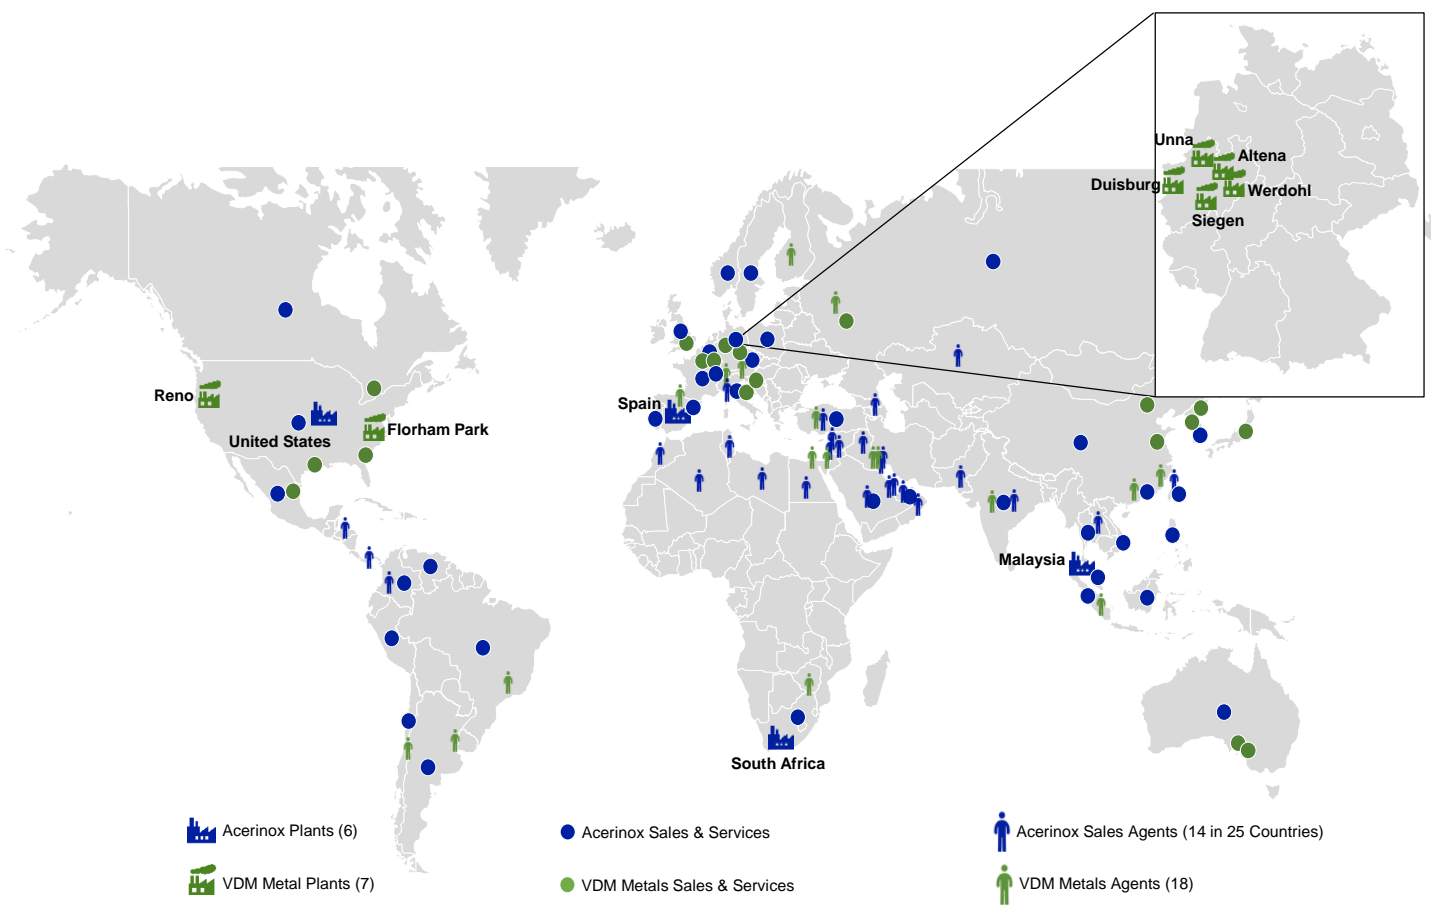 Unna
Altena
Duisburg
Werdohl
Siegen
Reno
Spain
Florham Park
United States
Malaysia
South Africa
Acerinox Plants (6)
Acerinox Sales & Services
Acerinox Sales Agents (14 in 25 Countries)
VDM Metal Plants (7)
VDM Metals Sales & Services
VDM Metals Agents (18)